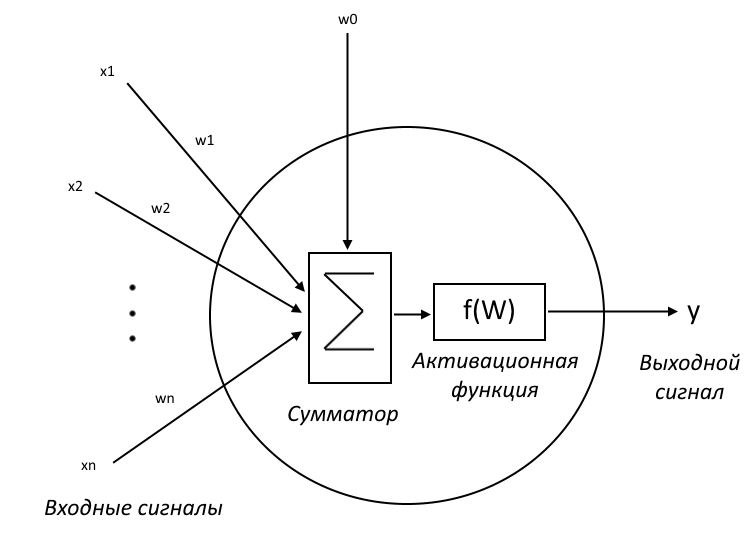 w0
x1
w1
x2
w2
∑
f(W)
y
Активационная
функция
Выходной
сигнал
wn
Сумматор
xn
Входные сигналы